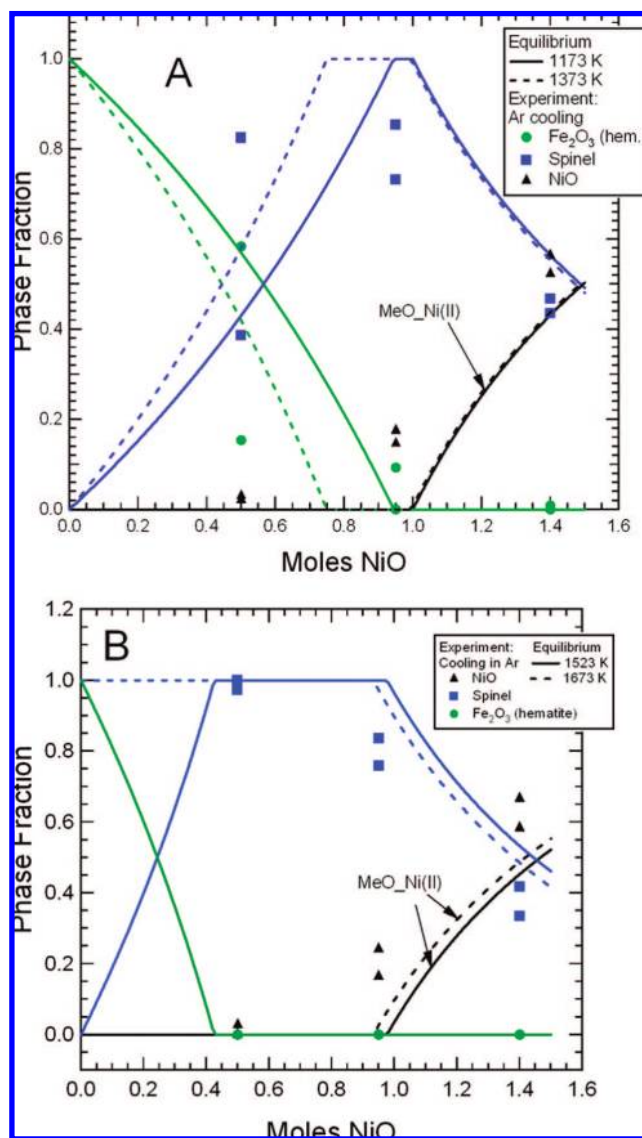 A
Equilibrium
1173 K
1373 K
Experiment:
Ar cooling
Fe2O3 (hem.
Spinel
NiO
MeO_Ni(II)
Phase Fraction
1.0
0.8
0.6
0.4
0.2
0.0
0.0 0.2 0.4 0.6 0.8 1.0 1.2 1.4 1.6
Moles NiO
B
Experiment: Equilibrium
Cooling in Ar 1523 K
NiO 1673 K
Spinel
Fe2O3 (hematite)
MeO_Ni(II)
Phase Fraction
1.2
1.0
0.8
0.6
0.4
0.2
0.0
0.0 0.2 0.4 0.6 0.8 1.0 1.2 1.4 1.6
Moles NiO